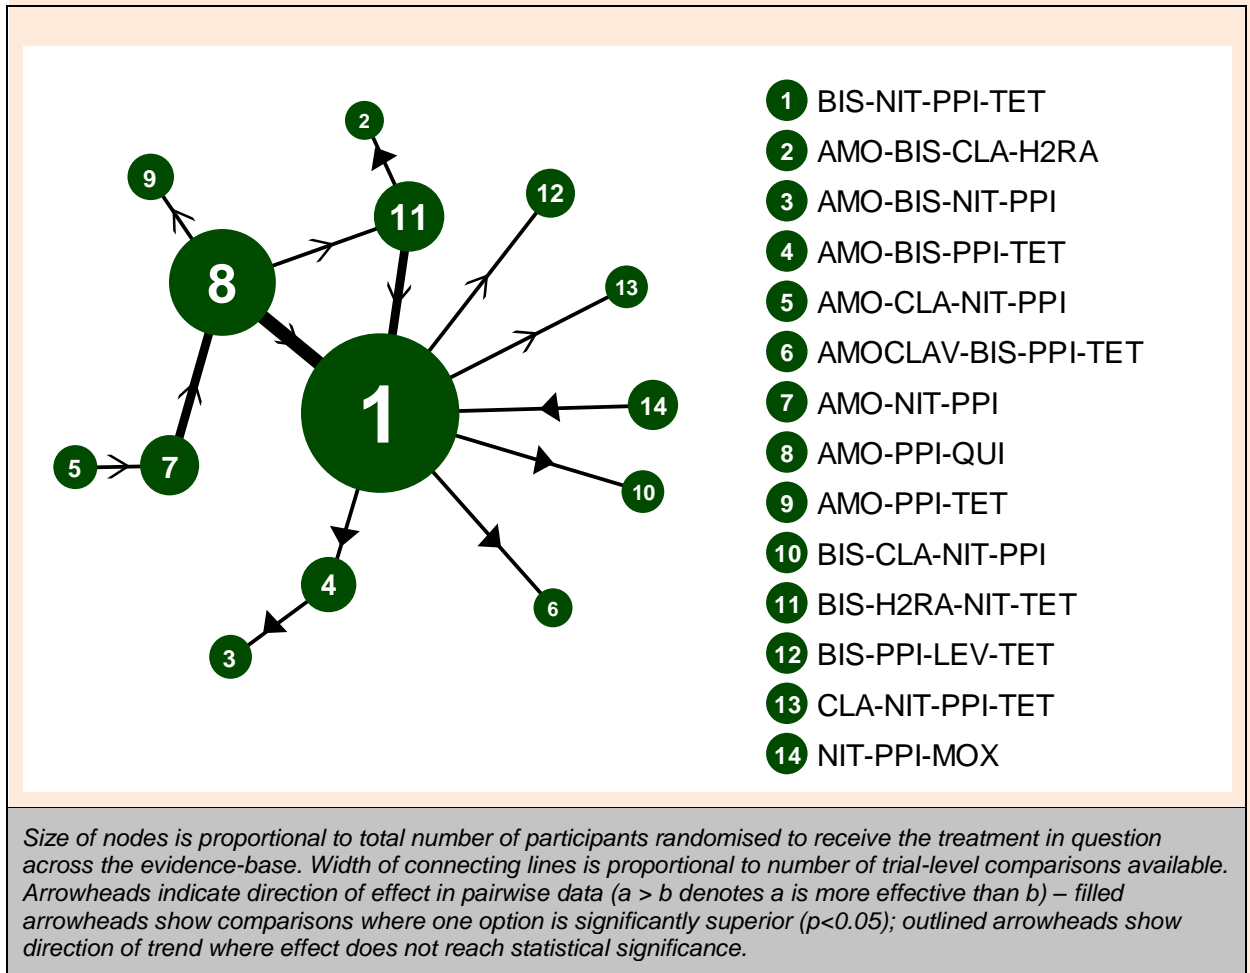 2
9
12
11
8
13
1
14
5
7
10
4
6
3
1 BIS-NIT-PPI-TET
2 AMO-BIS-CLA-H2RA
3 AMO-BIS-NIT-PPI
4 AMO-BIS-PPI-TET
5 AMO-CLA-NIT-PPI
6 AMOCLAV-BIS-PPI-TET
7 AMO-NIT-PPI
8 AMO-PPI-QUI
9 AMO-PPI-TET
10 BIS-CLA-NIT-PPI
11 BIS-H2RA-NIT-TET
12 BIS-PPI-LEV-TET
13 CLA-NIT-PPI-TET
14 NIT-PPI-MOX
Size of nodes is proportional to total number of participants randomised to receive the treatment in question
across the evidence-base. Width of connecting lines is proportional to number of trial-level comparisons available.
Arrowheads indicate direction of effect in pairwise data (a > b denotes a is more effective than b) – filled
arrowheads show comparisons where one option is significantly superior (p<0.05); outlined arrowheads show
direction of trend where effect does not reach statistical significance.